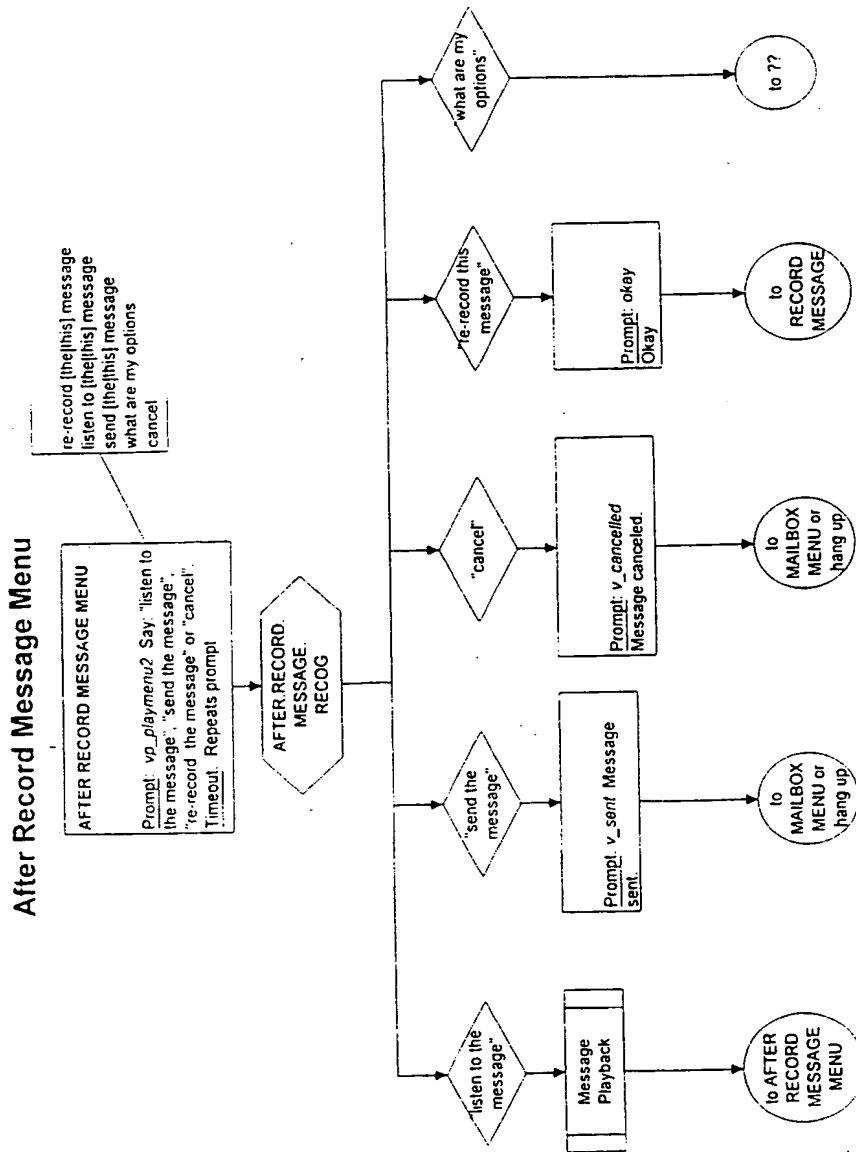 After Record Message Menu
AFTER RECORD MESSAGE MENU
Prompt: vp_playmenu2 Say: "listen to
the message", "send the message",
"re-record the message" or "cancel".
Timeout. Repeats prompt
re-record [the|this] message
listen to [the|this] message
send [the|this] message
what are my options
cancel
AFTER.RECORD.
MESSAGE.
RECOG
"listen to the
message"
"send the
message"
"cancel"
"re-record this
message"
"what are my
options"
Message
Playback
Prompt. v_sent Message
sent.
Prompt: v_cancelled
Message canceled.
Prompt: okay
Okay
to AFTER
RECORD
MESSAGE
MENU
to
MAILBOX
MENU or
hang up
to
MAILBOX
MENU or
hang up
to
RECORD
MESSAGE
to ??